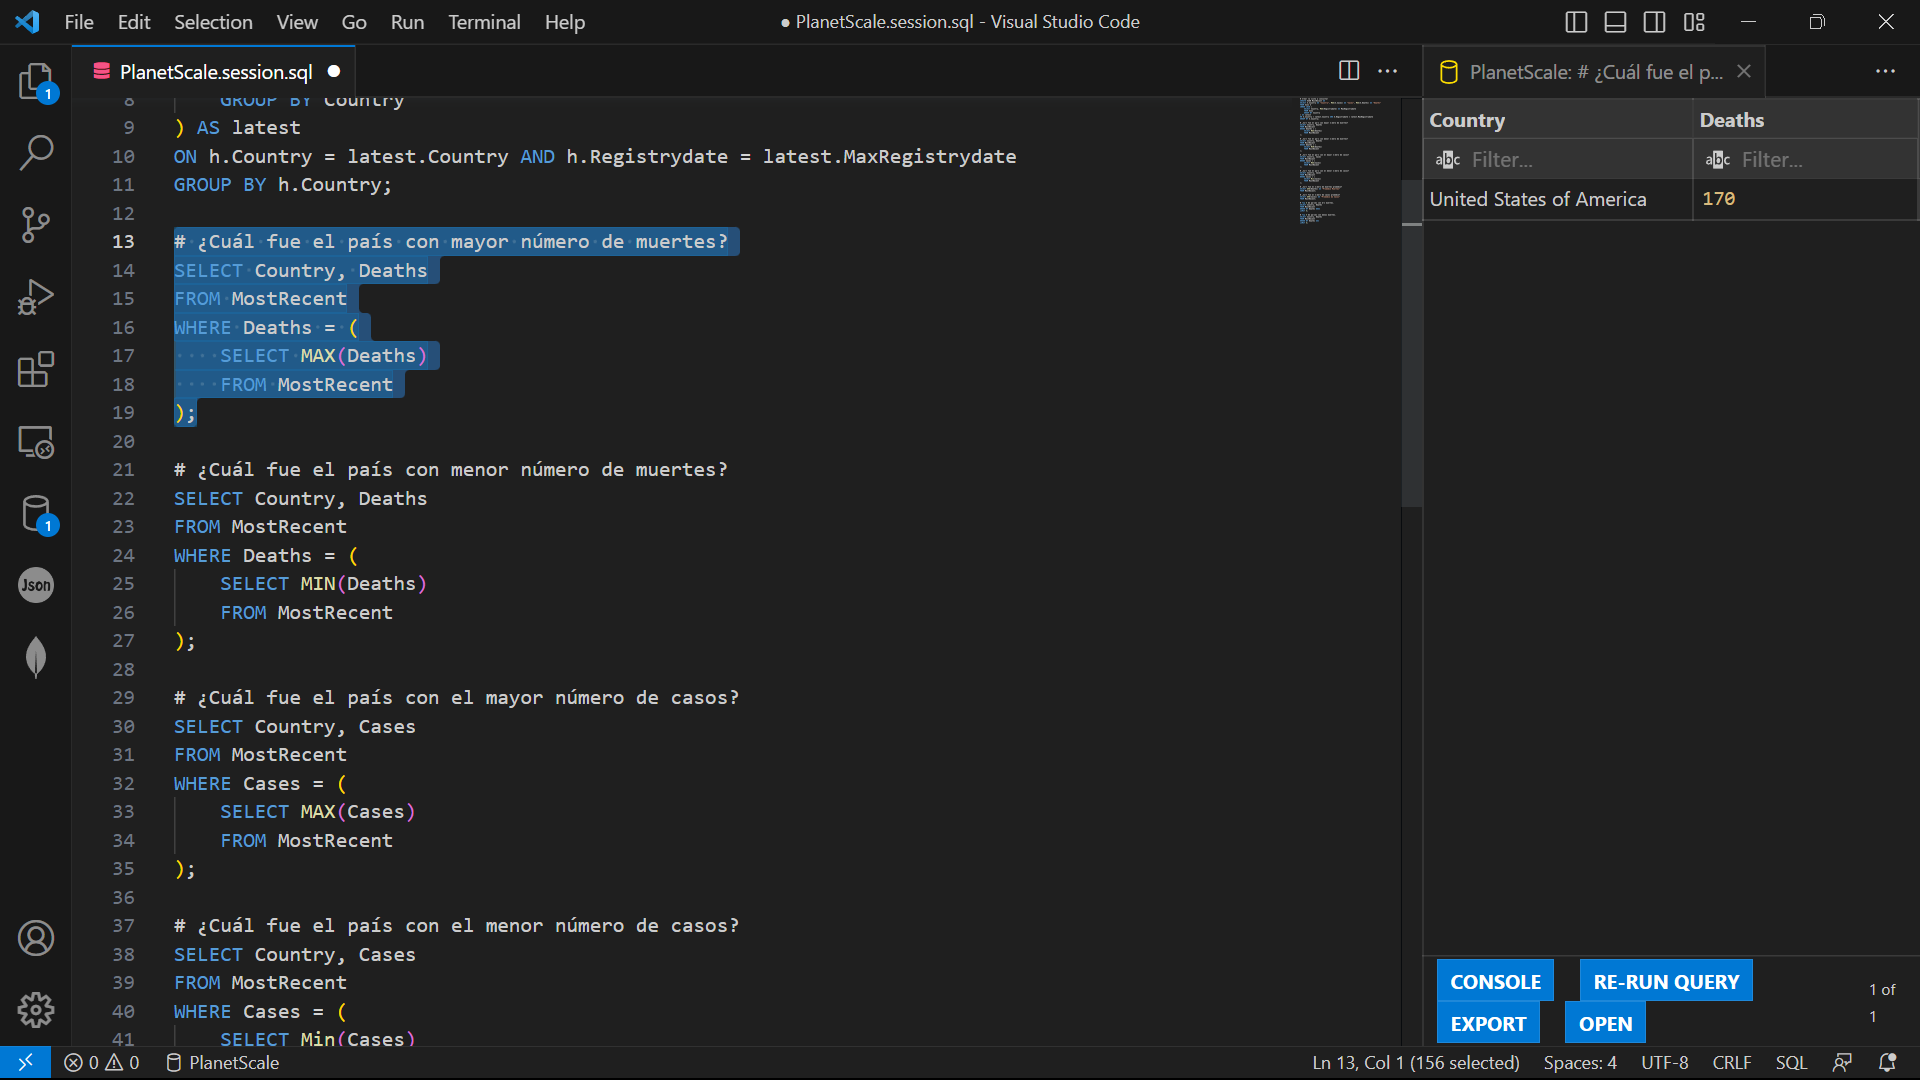 File Edit Selection View Go Run Terminal Help
● PlanetScale.session.sql - Visual Studio Code
PlanetScale.session.sql
PlanetScale: # ¿Cuál fue el p...
8 GROUP BY Country
9 ) AS latest
10 ON h.Country = latest.Country AND h.Registrydate = latest.MaxRegistrydate
11 GROUP BY h.Country;
12
13 # ¿Cuál fue el país con mayor número de muertes?
14 SELECT Country, Deaths
15 FROM MostRecent
16 WHERE Deaths = (
17 SELECT MAX(Deaths)
18 FROM MostRecent
19 );
20
21 # ¿Cuál fue el país con menor número de muertes?
22 SELECT Country, Deaths
23 FROM MostRecent
24 WHERE Deaths = (
25 SELECT MIN(Deaths)
26 FROM MostRecent
27 );
28
29 # ¿Cuál fue el país con el mayor número de casos?
30 SELECT Country, Cases
31 FROM MostRecent
32 WHERE Cases = (
33 SELECT MAX(Cases)
34 FROM MostRecent
35 );
36
37 # ¿Cuál fue el país con el menor número de casos?
38 SELECT Country, Cases
39 FROM MostRecent
40 WHERE Cases = (
41 SELECT Min(Cases)
1
1
Json
Country Deaths
abc Filter... abc Filter...
United States of America 170
CONSOLE RE-RUN QUERY
EXPORT OPEN
1 of
1
0 0 PlanetScale
Ln 13, Col 1 (156 selected) Spaces: 4 UTF-8 CRLF SQL